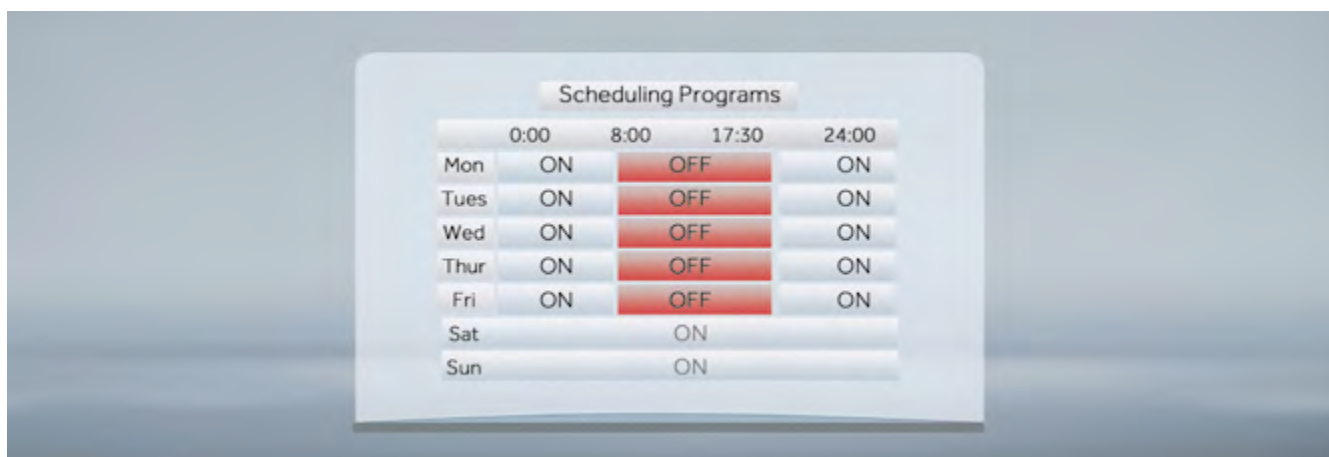 Scheduling Programs
0:00 8:00 17:30 24:00
Mon ON OFF ON
Tues ON OFF ON
Wed ON OFF ON
Thur ON OFF ON
Fri ON OFF ON
Sat ON
Sun ON